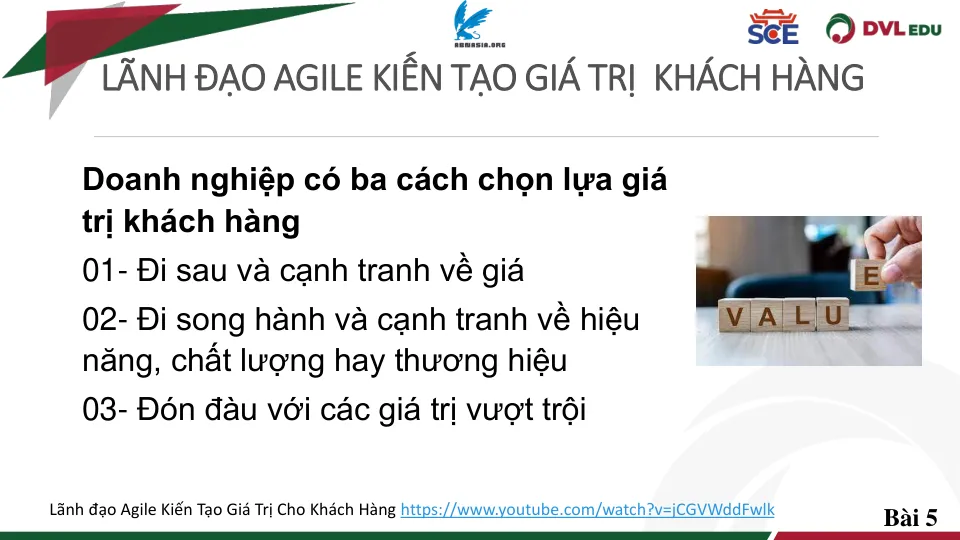 ABNASIA.ORG
SCE
DVL EDU
LÃNH ĐẠO AGILE KIẾN TẠO GIÁ TRỊ KHÁCH HÀNG
Doanh nghiệp có ba cách chọn lựa giá
trị khách hàng
01- Đi sau và cạnh tranh về giá
02- Đi song hành và cạnh tranh về hiệu
năng, chất lượng hay thương hiệu
03- Đón đàu với các giá trị vượt trội
VALUE
Lãnh đạo Agile Kiến Tạo Giá Trị Cho Khách Hàng https://www.youtube.com/watch?v=jCGVWddFwlk
Bài 5